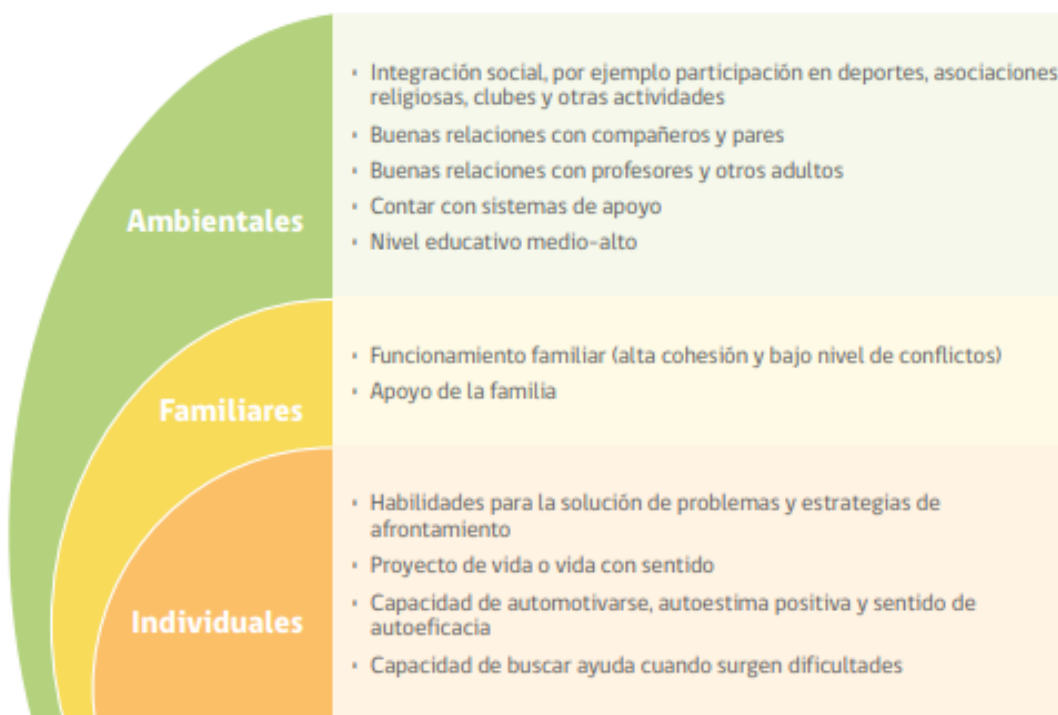 Ambientales
· Integración social, por ejemplo participación en deportes, asociaciones
religiosas, clubes y otras actividades
· Buenas relaciones con compañeros y pares
· Buenas relaciones con profesores y otros adultos
· Contar con sistemas de apoyo
· Nivel educativo medio-alto
Familiares
· Funcionamiento familiar (alta cohesión y bajo nivel de conflictos)
· Apoyo de la familia
Individuales
· Habilidades para la solución de problemas y estrategias de
afrontamiento
· Proyecto de vida o vida con sentido
· Capacidad de automotivarse, autoestima positiva y sentido de
autoeficacia
· Capacidad de buscar ayuda cuando surgen dificultades